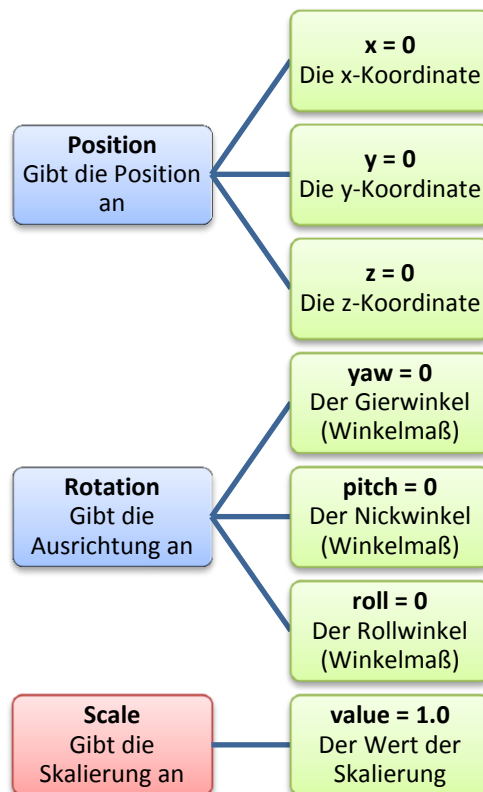 Position
Gibt die Position
an
x = 0
Die x-Koordinate
y = 0
Die y-Koordinate
z = 0
Die z-Koordinate
Rotation
Gibt die
Ausrichtung an
yaw = 0
Der Gierwinkel
(Winkelmaß)
pitch = 0
Der Nickwinkel
(Winkelmaß)
roll = 0
Der Rollwinkel
(Winkelmaß)
Scale
Gibt die
Skalierung an
value = 1.0
Der Wert der
Skalierung